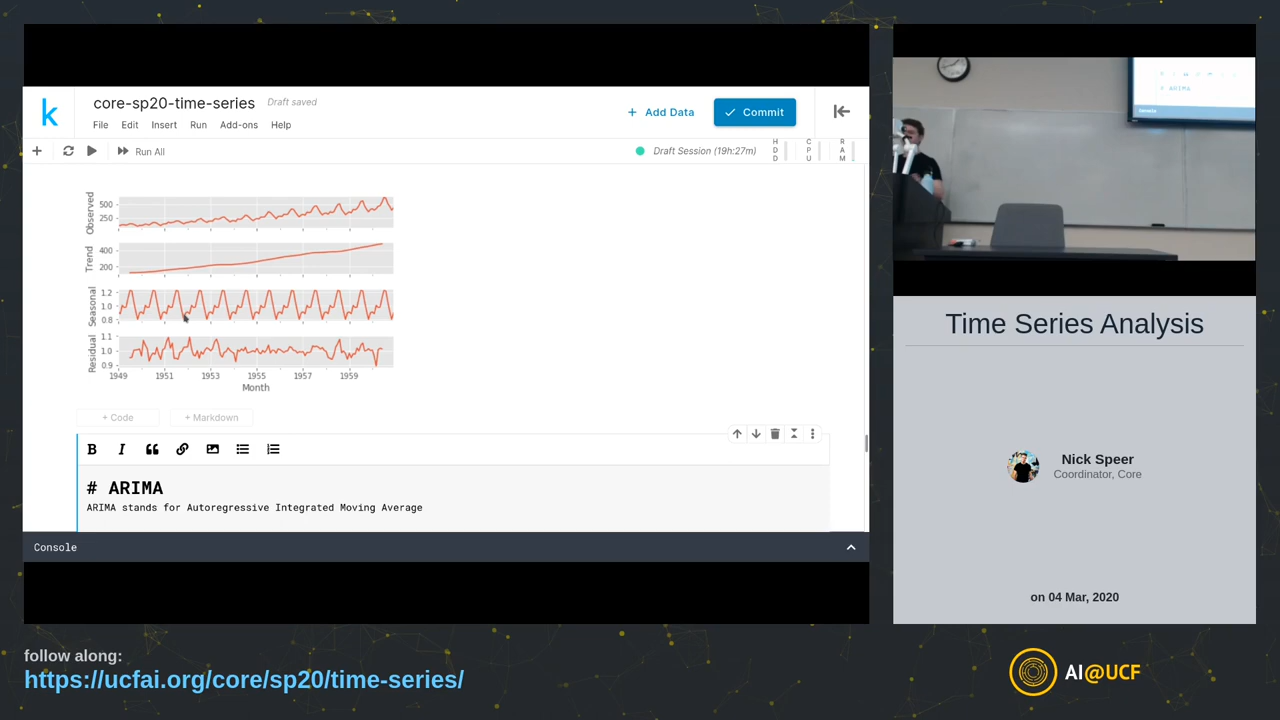 core-sp20-time-series Draft saved
File Edit Insert Run Add-ons Help
+ Add Data
Commit
Run All
Draft Session (19h:27m)
HDD
CPU
RAM
Observed
500
250
Trend
400
200
Seasonal
1.2
1.0
0.8
Residual
1.1
1.0
0.9
1949 1951 1953 1955 1957 1959
Month
+ Code
+ Markdown
B I
# ARIMA
ARIMA stands for Autoregressive Integrated Moving Average
Console
# ARIMA
Time Series Analysis
Nick Speer
Coordinator, Core
on 04 Mar, 2020
follow along:
https://ucfai.org/core/sp20/time-series/
AI@UCF